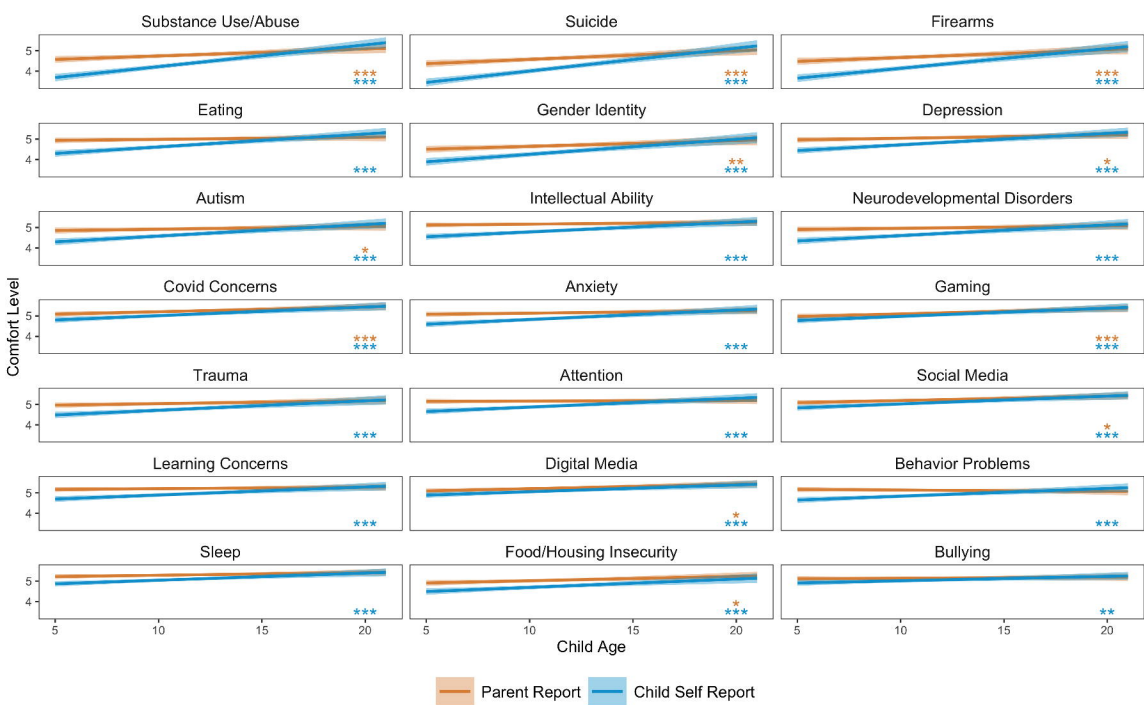 Substance Use/Abuse Suicide Firearms
5
4
*** *** ***
*** *** ***
Eating Gender Identity Depression
5
4
** *
*** *** ***
Autism Intellectual Ability Neurodevelopmental Disorders
5
4
*
*** *** ***
Covid Concerns Anxiety Gaming
5
4
*** ***
*** *** ***
Comfort Level
Trauma Attention Social Media
5
4
*
*** *** ***
Learning Concerns Digital Media Behavior Problems
5
4
*
*** *** ***
Sleep Food/Housing Insecurity Bullying
5
4
*
*** *** **
5 10 15 20 5 10 15 20 5 10 15 20
Child Age
Parent Report Child Self Report